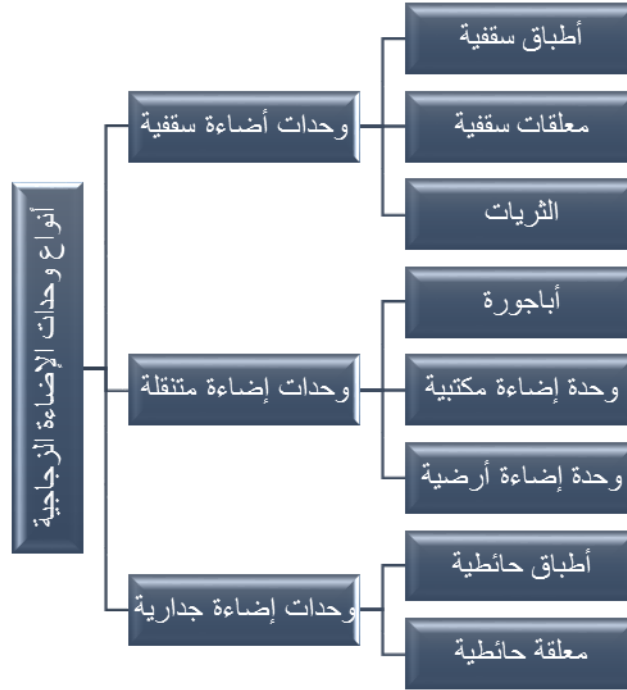 أنواع وحدات الإضاءة الزجاجية
وحدات أضاءة سقفية
أطباق سقفية
معلقات سقفية
الثريات
وحدات إضاءة متنقلة
أباجورة
وحدة إضاءة مكتبية
وحدة إضاءة أرضية
وحدات إضاءة جدارية
أطباق حائطية
معلقة حائطية